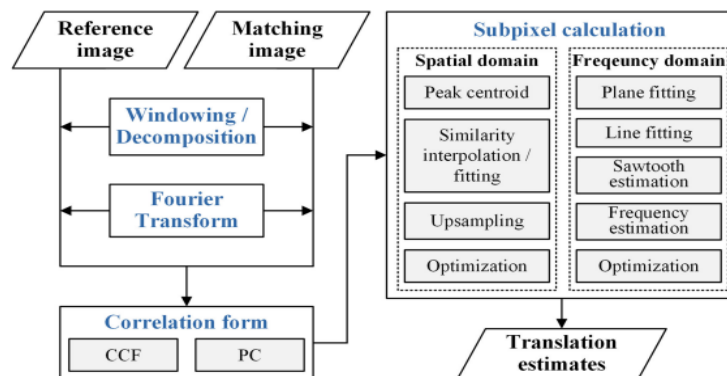 Reference
image
Matching
image
Windowing /
Decomposition
Fourier
Transform
Correlation form
CCF
PC
Subpixel calculation
Spatial domain
Peak centroid
Similarity
interpolation /
fitting
Upsampling
Optimization
Freqeuncy domain
Plane fitting
Line fitting
Sawtooth
estimation
Frequency
estimation
Optimization
Translation
estimates